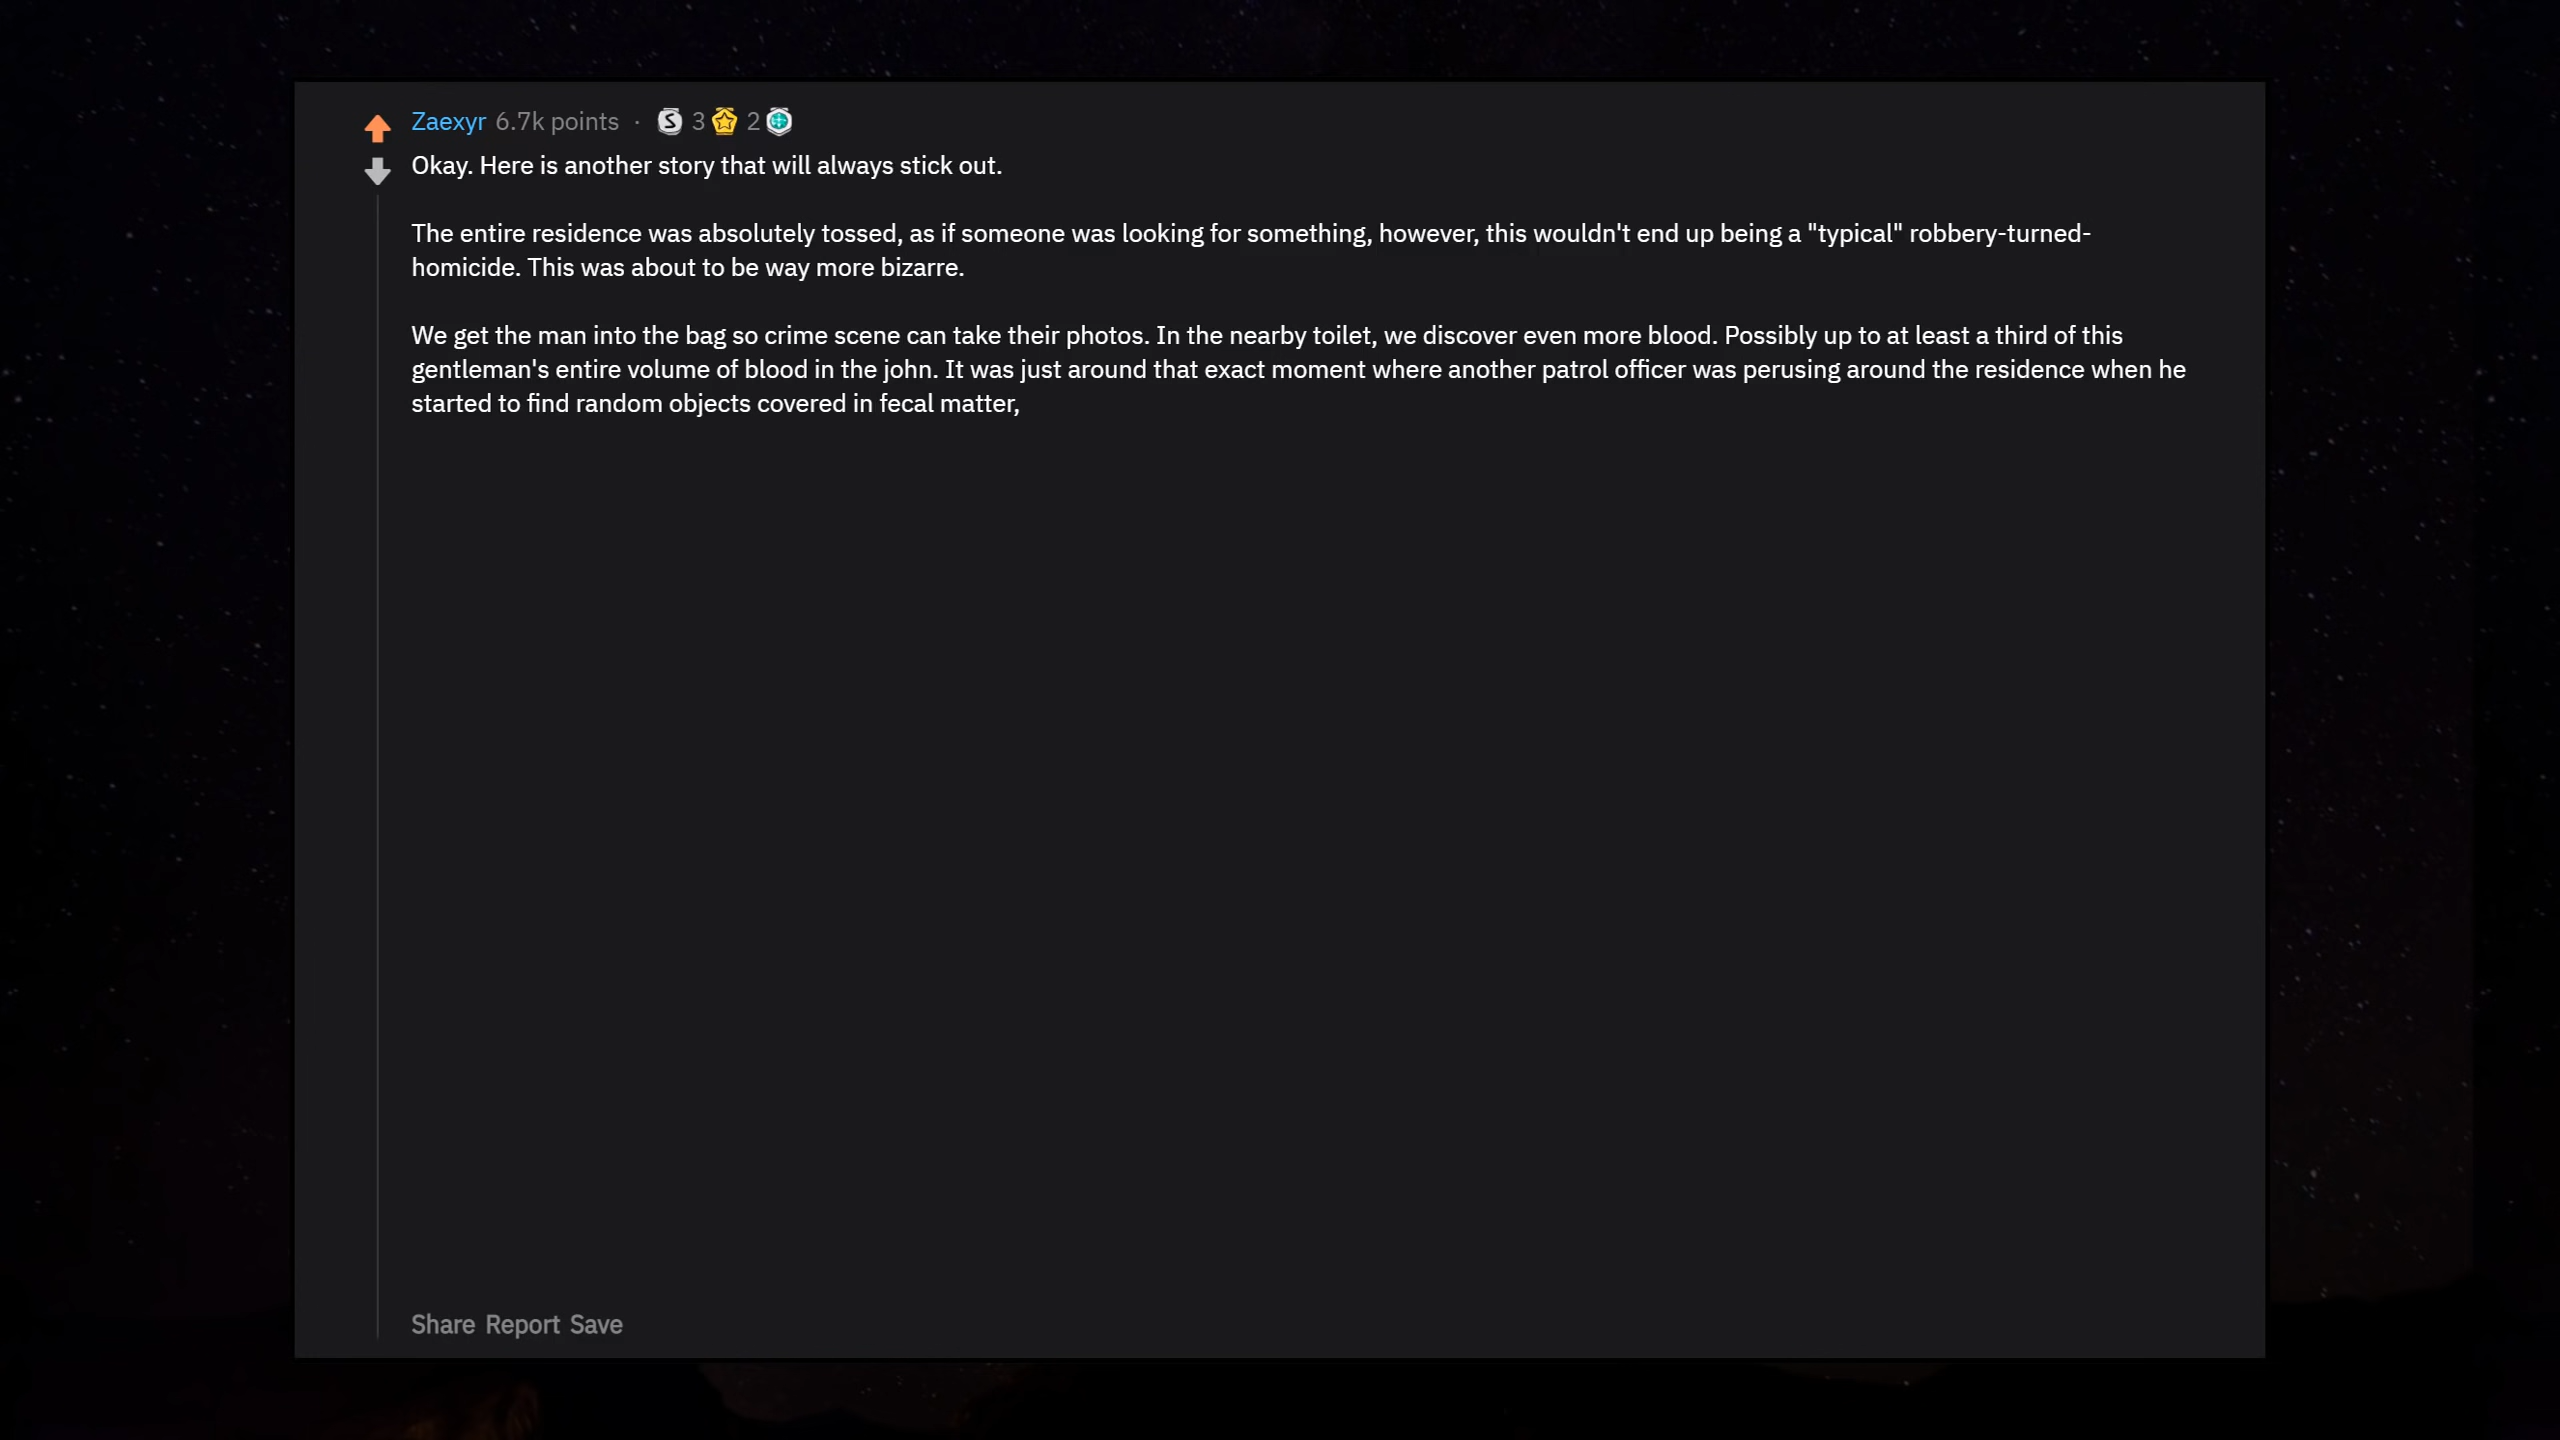 Zaexyr 6.7k points · S 3 2
Okay. Here is another story that will always stick out.
The entire residence was absolutely tossed, as if someone was looking for something, however, this wouldn't end up being a "typical" robbery-turned-
homicide. This was about to be way more bizarre.
We get the man into the bag so crime scene can take their photos. In the nearby toilet, we discover even more blood. Possibly up to at least a third of this
gentleman's entire volume of blood in the john. It was just around that exact moment where another patrol officer was perusing around the residence when he
started to find random objects covered in fecal matter,
Share Report Save